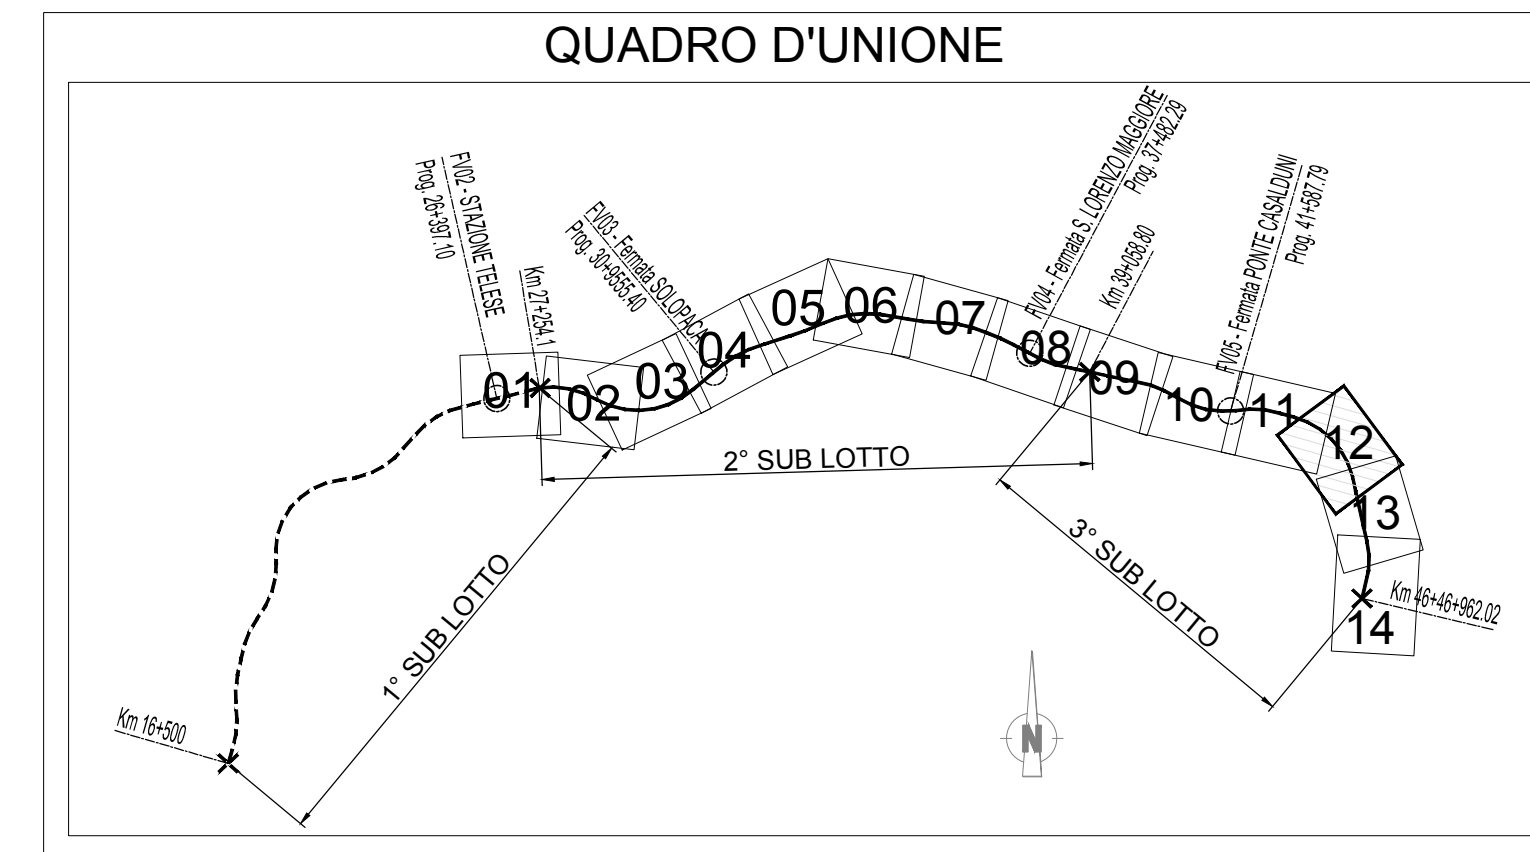 QUADRO D'UNIONE
FV02 - STAZIONE TELESE
Prog. 26+397.10
Km 27+254.1
FV03 - Fermata SOLOPACA
Prog. 30+9555.40
FV04 - Fermata S. LORENZO MAGGIORE
Prog. 37+482.29
Km 39+058.80
FV05 - Fermata PONTE CASALDUNI
Prog. 41+587.79
01
02
03
04
05
06
07
08
09
10
11
12
13
14
2° SUB LOTTO
1° SUB LOTTO
3° SUB LOTTO
Km 46+46+962.02
Km 16+500
N